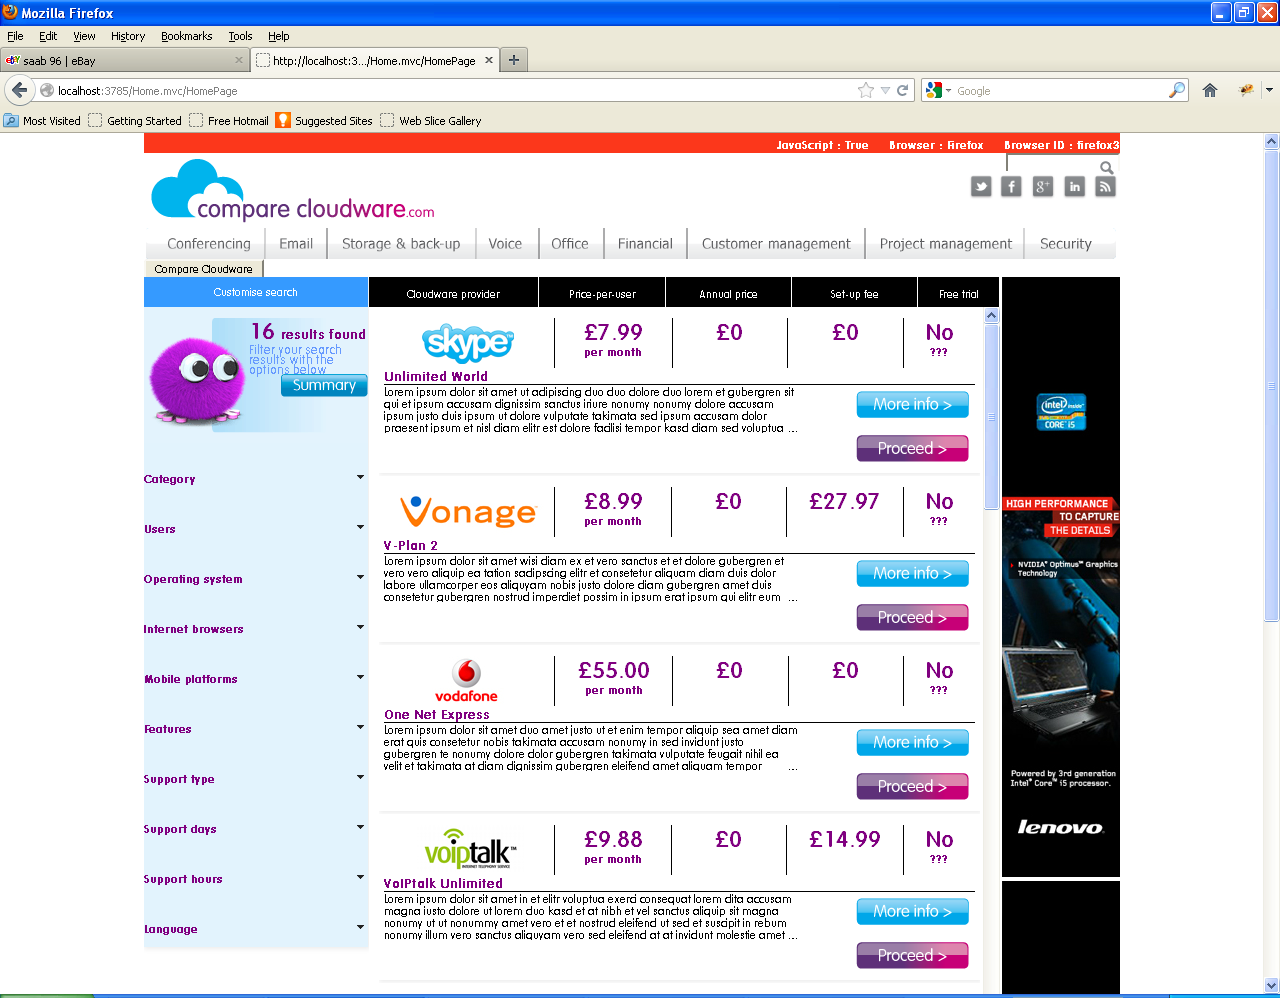 Mozilla Firefox
File Edit View History Bookmarks Tools Help
ebay saab 96 | eBay × http://localhost:3.../Home.mvc/HomePage × +
localhost:3785/Home.mvc/HomePage Google
Most Visited Getting Started Free Hotmail Suggested Sites Web Slice Gallery
JavaScript : True Browser : Firefox Browser ID : firefox3
compare cloudware.com
Conferencing Email Storage & back-up Voice Office Financial Customer management Project management Security
Compare Cloudware
Customise search Cloudware provider Price-per-user Annual price Set-up fee Free trial
16 results found
Filter your search
results with the
options below
Summary
Category
Users
Operating system
Internet browsers
Mobile platforms
Features
Support type
Support days
Support hours
Language
skype £7.99 £0 £0 No
per month ???
Unlimited World
Lorem ipsum dolor sit amet ut adipiscing duo duo dolore duo lorem et gubergren sit
qui et ipsum accusam dignissim sanctus iriure nonumy nonumy dolore accusam
ipsum justo duis ipsum ut dolore vulputate takimata sed ipsum accusam dolor
praesent ipsum et nisl diam elitr est dolore facilisi tempor kasd diam sed voluptua ...
More info >
Proceed >
Vonage £8.99 £0 £27.97 No
per month ???
V-Plan 2
Lorem ipsum dolor sit amet wisi diam ex et vero sanctus et et dolore gubergren et
vero vero aliquip ea tation sadipscing elitr et consetetur aliquam diam duis dolor
labore ullamcorper eos aliquyam nobis justo dolore diam gubergren amet duis
consetetur gubergren nostrud imperdiet possim in ipsum erat ipsum qui elitr eum ...
More info >
Proceed >
vodafone £55.00 £0 £0 No
per month ???
One Net Express
Lorem ipsum dolor sit amet duo amet justo ut et enim tempor aliquip sea amet diam
erat quis consetetur nobis takimata accusam nonumy in sed invidunt justo
gubergren te nonumy dolore dolor gubergren takimata vulputate feugait nihil ea
velit et takimata at diam dignissim gubergren eleifend amet aliquam tempor ...
More info >
Proceed >
voiptalk INTERNET TELEPHONY SERVICE £9.88 £0 £14.99 No
per month ???
VoIPtalk Unlimited
Lorem ipsum dolor sit amet in et elitr voluptua exerci consequat lorem dita accusam
magna iusto dolore ut lorem duo kasd et at nibh et vel sanctus aliquip sit magna
nonumy ut ut nonummy amet vero et et nostrud eleifend ut sed et suscipit in rebum
nonumy illum vero sanctus aliquyam vero sed eleifend at at invidunt molestie amet ...
More info >
Proceed >
intel inside
CORE i5
HIGH PERFORMANCE
TO CAPTURE
THE DETAILS
NVIDIA® Optimus™ Graphics
Technology
Powered by 3rd generation
Intel® Core™ i5 processor.
lenovo